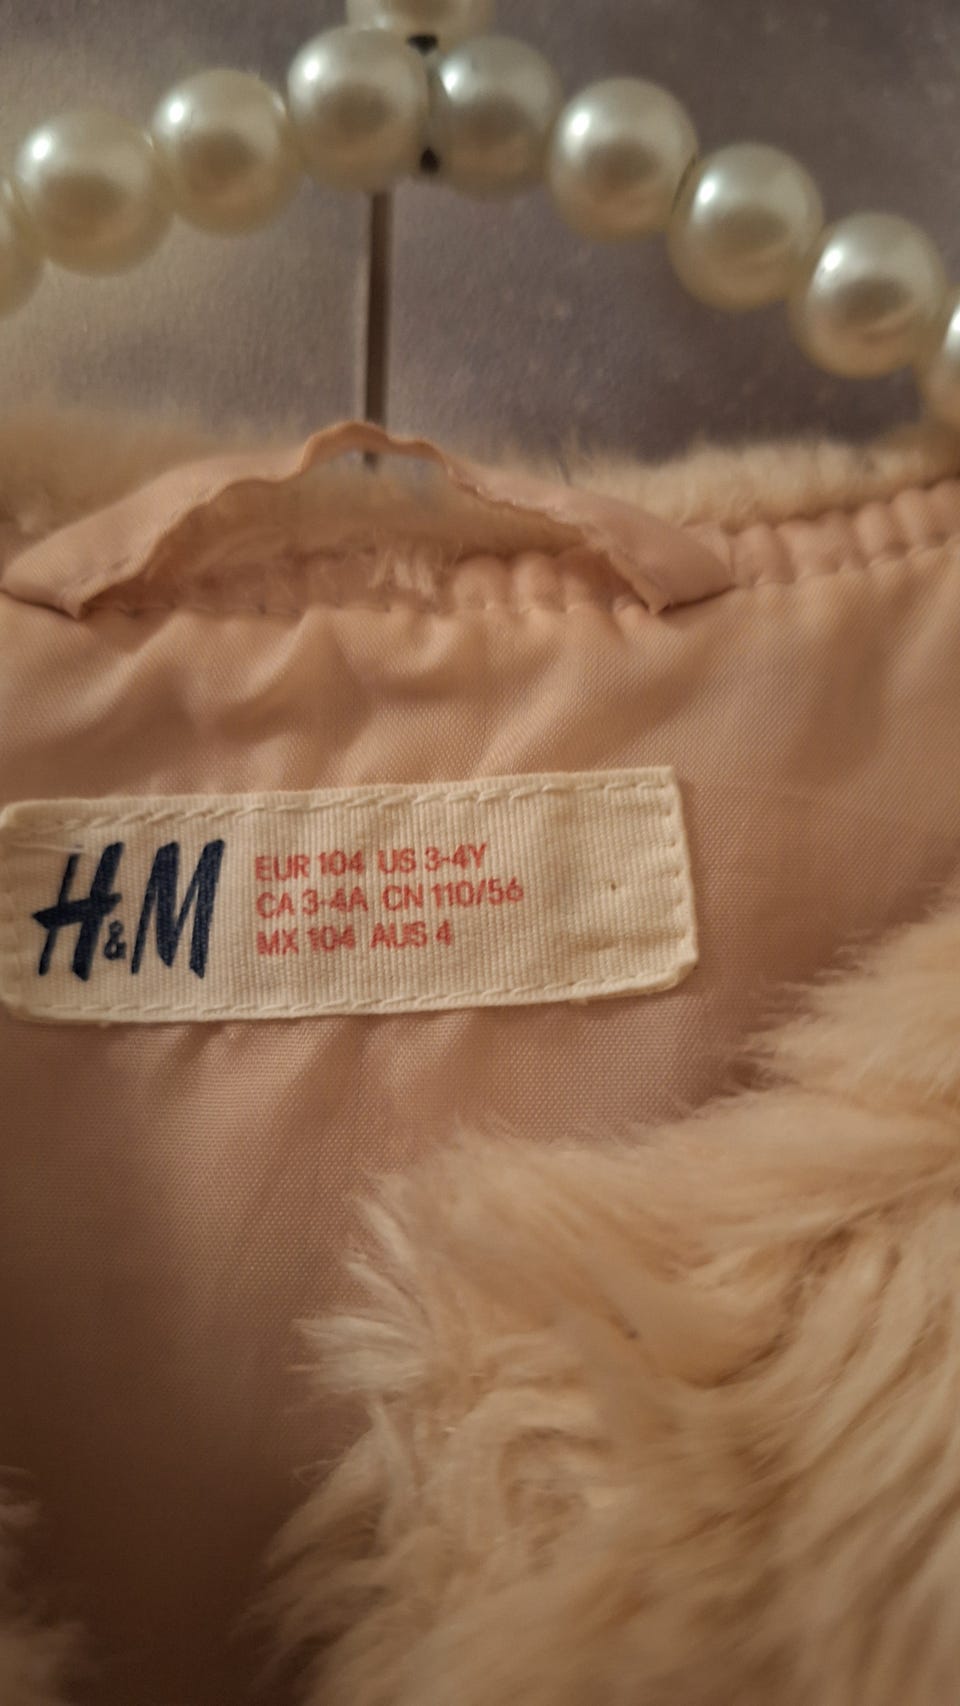 H&M
EUR 104 US 3-4Y
CA 3-4A CN 110/56
MX 104 AUS 4